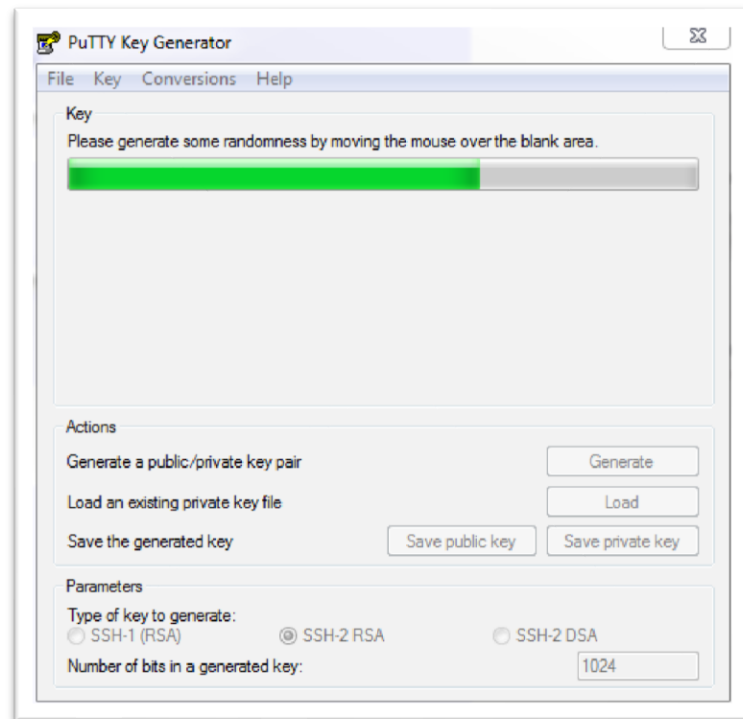 PuTTY Key Generator
File Key Conversions Help
Key
Please generate some randomness by moving the mouse over the blank area.
Actions
Generate a public/private key pair Generate
Load an existing private key file Load
Save the generated key Save public key Save private key
Parameters
Type of key to generate:
SSH-1 (RSA) SSH-2 RSA SSH-2 DSA
Number of bits in a generated key: 1024